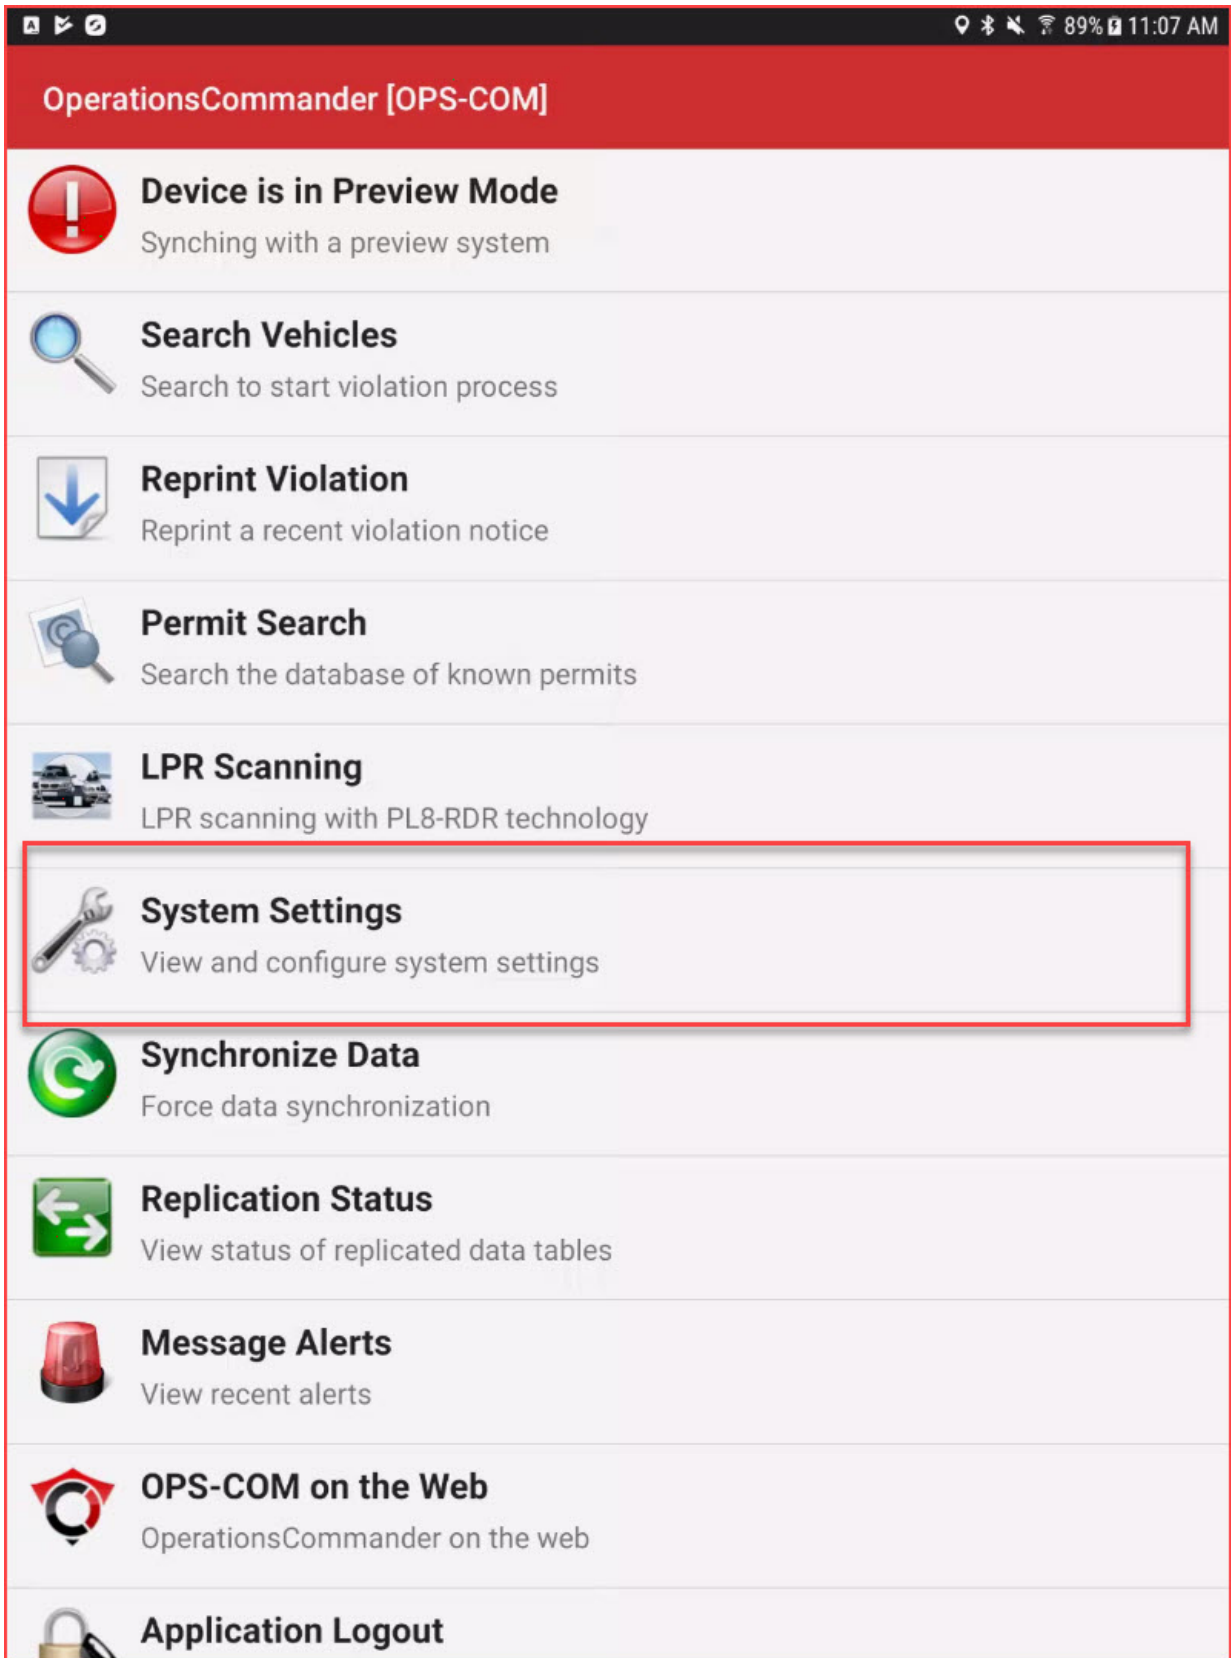 89% 11:07 AM
OperationsCommander [OPS-COM]
Device is in Preview Mode
Synching with a preview system
Search Vehicles
Search to start violation process
Reprint Violation
Reprint a recent violation notice
Permit Search
Search the database of known permits
LPR Scanning
LPR scanning with PL8-RDR technology
System Settings
View and configure system settings
Synchronize Data
Force data synchronization
Replication Status
View status of replicated data tables
Message Alerts
View recent alerts
OPS-COM on the Web
OperationsCommander on the web
Application Logout